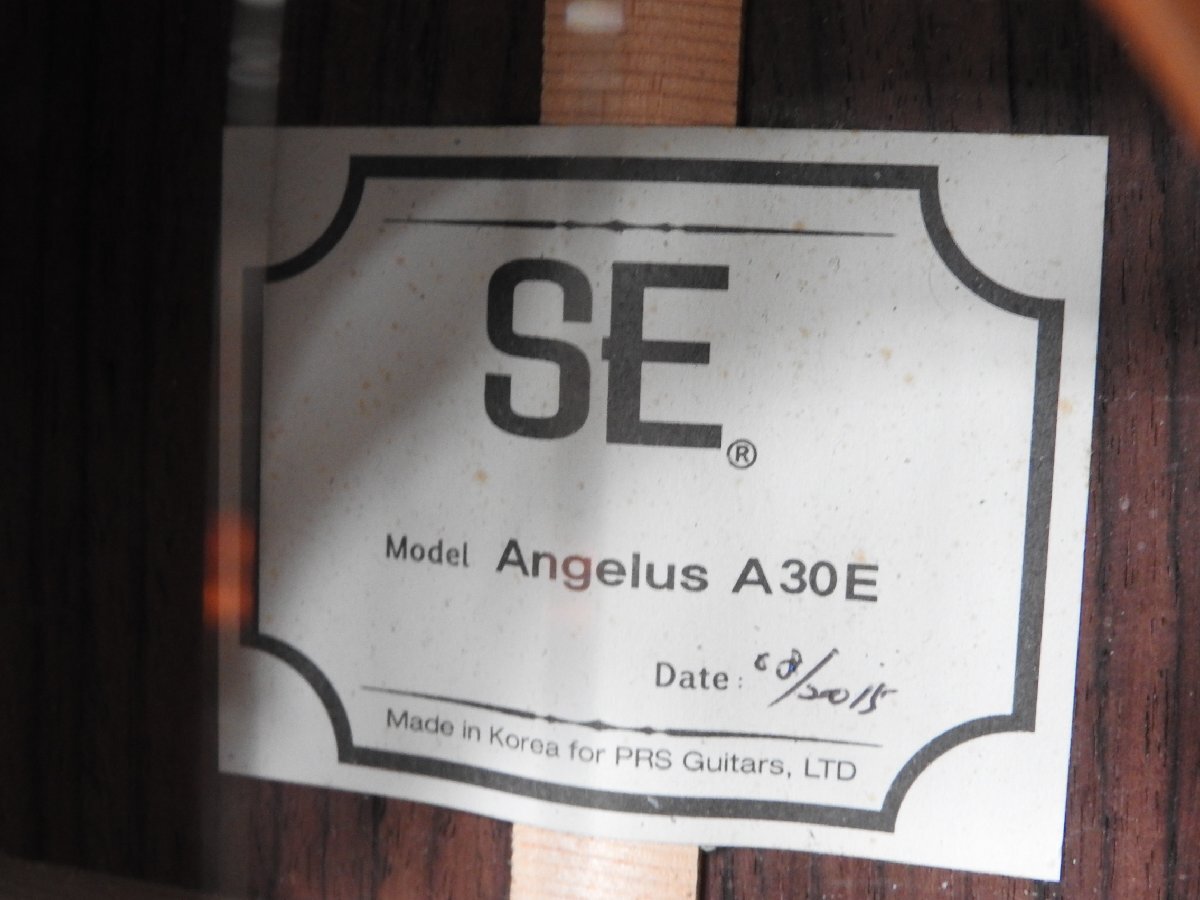 SE®
Model Angelus A30E
Date: 08/2015
Made in Korea for PRS Guitars, LTD